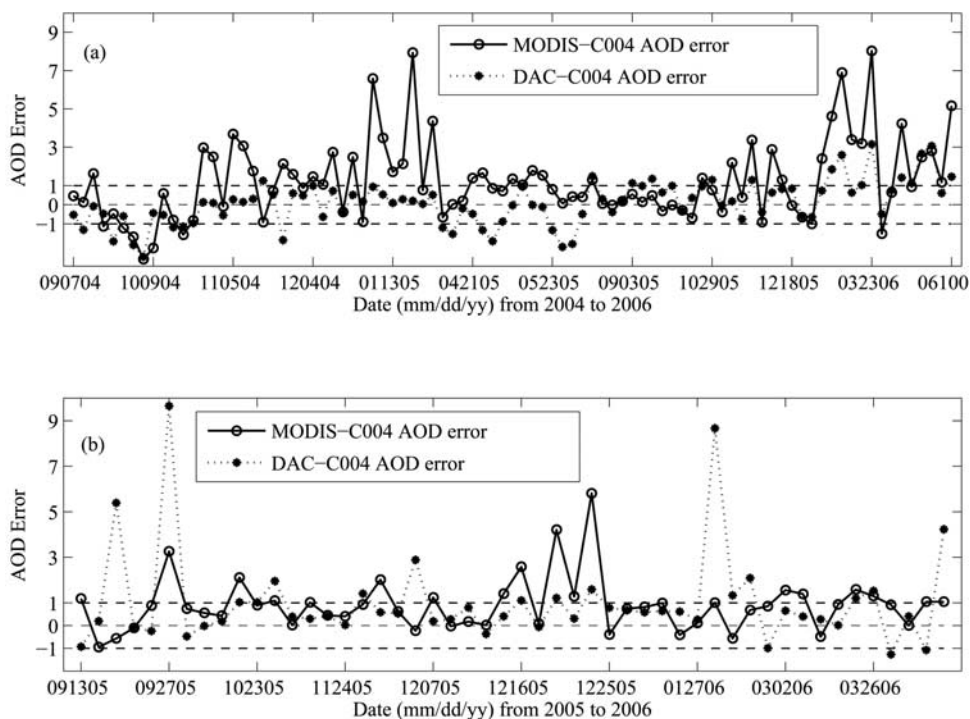 (a)
MODIS−C004 AOD error
DAC−C004 AOD error
AOD Error
9
7
5
3
1
0
−1
090704 100904 110504 120404 011305 042105 052305 090305 102905 121805 032306 06100
Date (mm/dd/yy) from 2004 to 2006
(b)
MODIS−C004 AOD error
DAC−C004 AOD error
AOD Error
9
7
5
3
1
0
−1
091305 092705 102305 112405 120705 121605 122505 012706 030206 032606
Date (mm/dd/yy) from 2005 to 2006